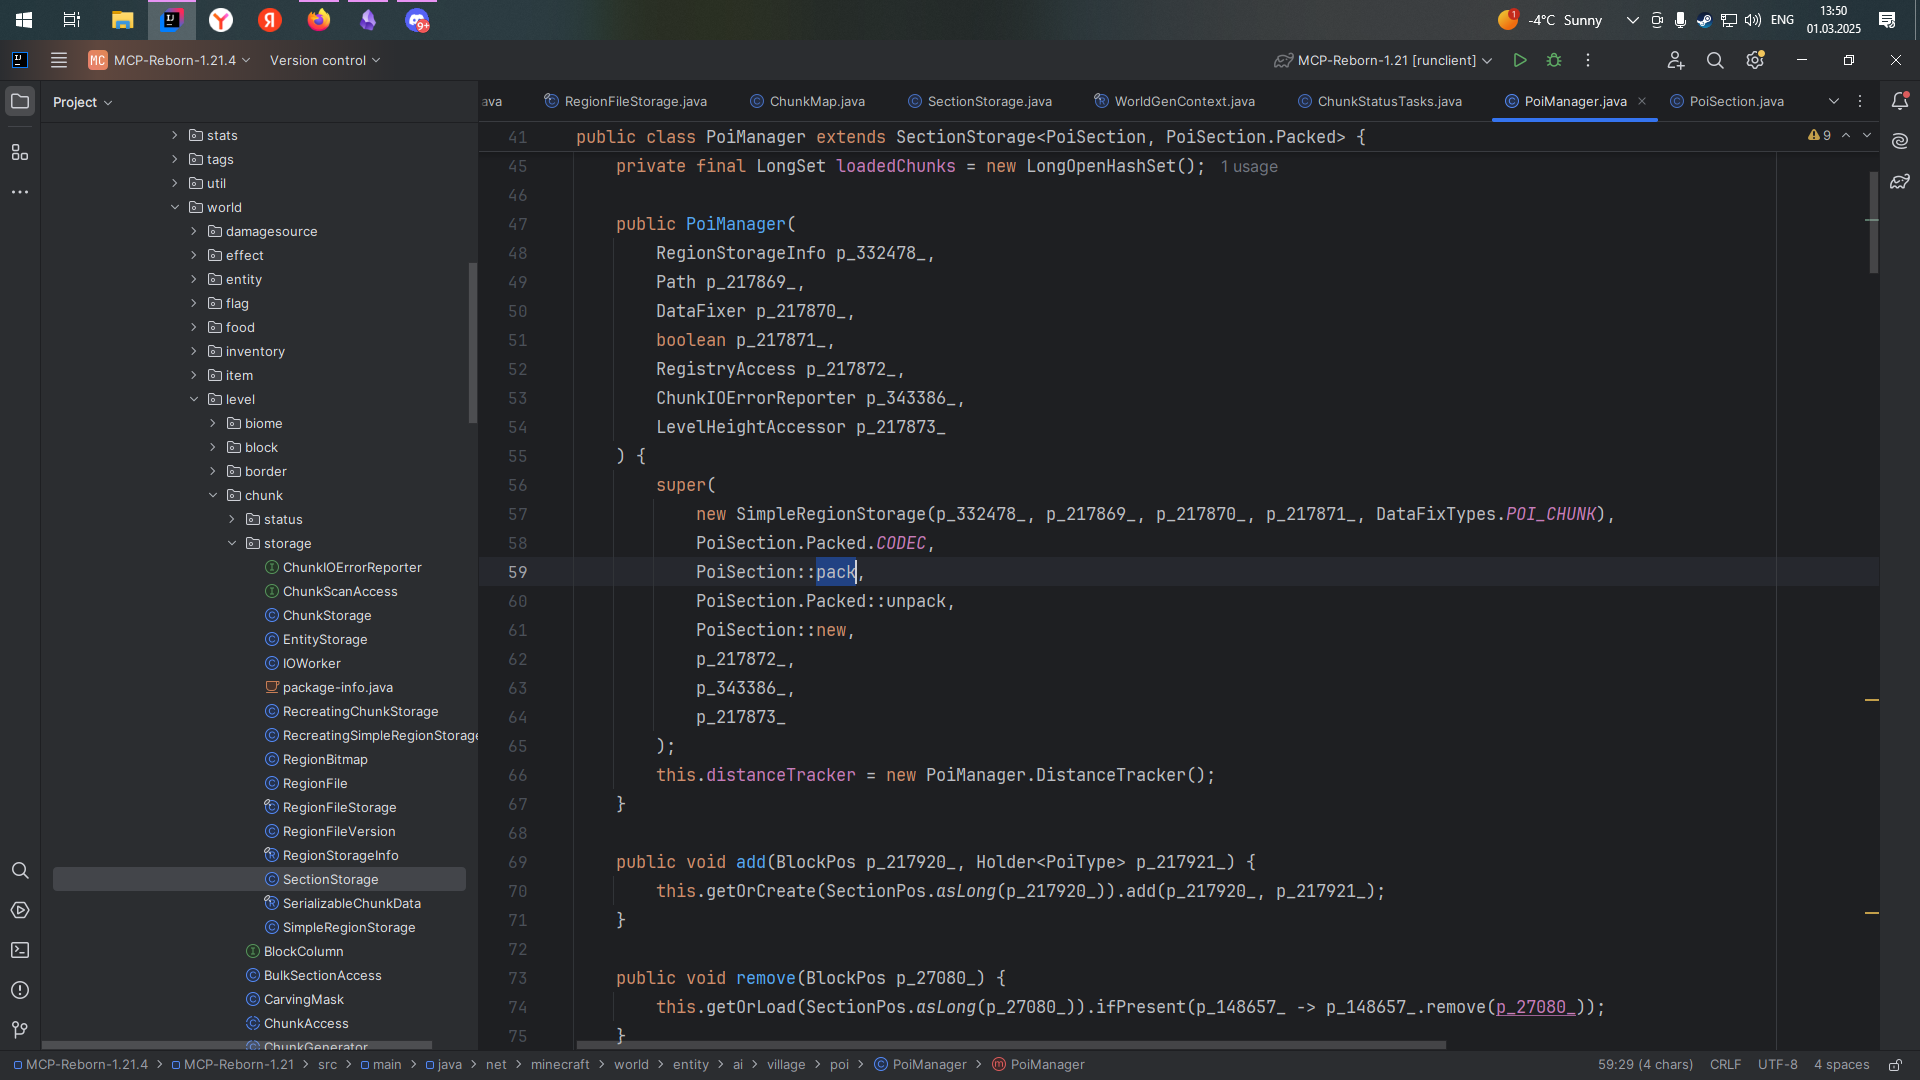 -4°C Sunny
ENG
13:50
01.03.2025
9+
MC MCP-Reborn-1.21.4
Version control
MCP-Reborn-1.21 [runclient]
Project
ava
RegionFileStorage.java
ChunkMap.java
SectionStorage.java
WorldGenContext.java
ChunkStatusTasks.java
PoiManager.java
PoiSection.java
stats
tags
util
world
damagesource
effect
entity
flag
food
inventory
item
level
biome
block
border
chunk
status
storage
ChunkIOErrorReporter
ChunkScanAccess
ChunkStorage
EntityStorage
IOWorker
package-info.java
RecreatingChunkStorage
RecreatingSimpleRegionStorage
RegionBitmap
RegionFile
RegionFileStorage
RegionFileVersion
RegionStorageInfo
SectionStorage
SerializableChunkData
SimpleRegionStorage
BlockColumn
BulkSectionAccess
CarvingMask
ChunkAccess
ChunkGenerator
41 public class PoiManager extends SectionStorage<PoiSection, PoiSection.Packed> {
9
45 private final LongSet loadedChunks = new LongOpenHashSet(); 1 usage
46
47 public PoiManager(
48 RegionStorageInfo p_332478_,
49 Path p_217869_,
50 DataFixer p_217870_,
51 boolean p_217871_,
52 RegistryAccess p_217872_,
53 ChunkIOErrorReporter p_343386_,
54 LevelHeightAccessor p_217873_
55 ) {
56 super(
57 new SimpleRegionStorage(p_332478_, p_217869_, p_217870_, p_217871_, DataFixTypes.POI_CHUNK),
58 PoiSection.Packed.CODEC,
59 PoiSection::pack,
60 PoiSection.Packed::unpack,
61 PoiSection::new,
62 p_217872_,
63 p_343386_,
64 p_217873_
65 );
66 this.distanceTracker = new PoiManager.DistanceTracker();
67 }
68
69 public void add(BlockPos p_217920_, Holder<PoiType> p_217921_) {
70 this.getOrCreate(SectionPos.asLong(p_217920_)).add(p_217920_, p_217921_);
71 }
72
73 public void remove(BlockPos p_27080_) {
74 this.getOrLoad(SectionPos.asLong(p_27080_)).ifPresent(p_148657_ -> p_148657_.remove(p_27080_));
75 }
MCP-Reborn-1.21.4 > MCP-Reborn-1.21 > src > main > java > net > minecraft > world > entity > ai > village > poi > PoiManager > PoiManager
59:29 (4 chars) CRLF UTF-8 4 spaces